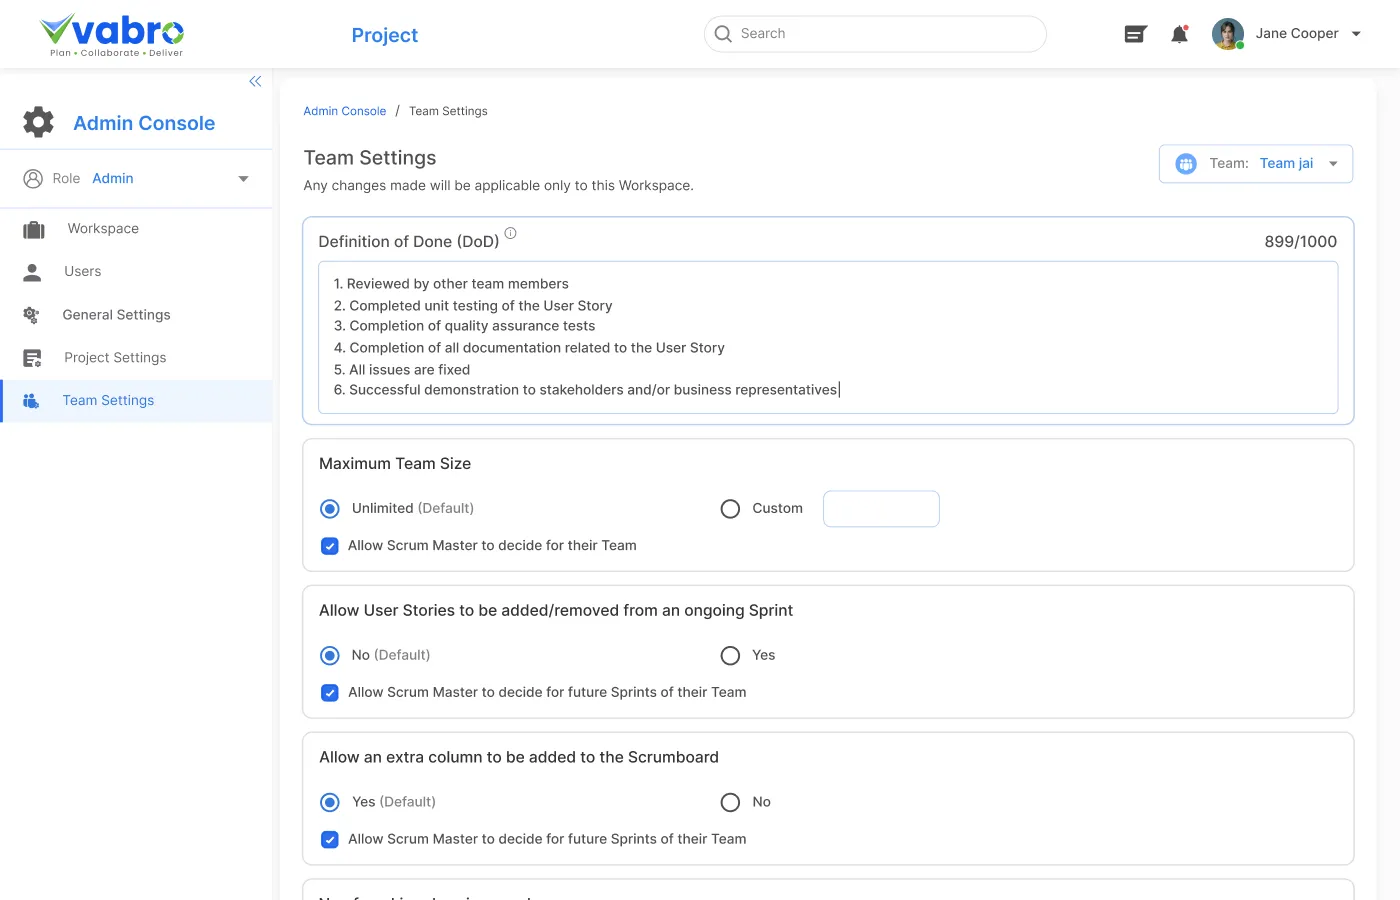 vabro
Plan • Collaborate • Deliver
Project
Search
Jane Cooper
Admin Console
Role Admin
Workspace
Users
General Settings
Project Settings
Team Settings
Admin Console / Team Settings
Team Settings
Any changes made will be applicable only to this Workspace.
Team: Team jai
Definition of Done (DoD)
899/1000
1. Reviewed by other team members
2. Completed unit testing of the User Story
3. Completion of quality assurance tests
4. Completion of all documentation related to the User Story
5. All issues are fixed
6. Successful demonstration to stakeholders and/or business representatives
Maximum Team Size
Unlimited (Default)
Custom
Allow Scrum Master to decide for their Team
Allow User Stories to be added/removed from an ongoing Sprint
No (Default)
Yes
Allow Scrum Master to decide for future Sprints of their Team
Allow an extra column to be added to the Scrumboard
Yes (Default)
No
Allow Scrum Master to decide for future Sprints of their Team